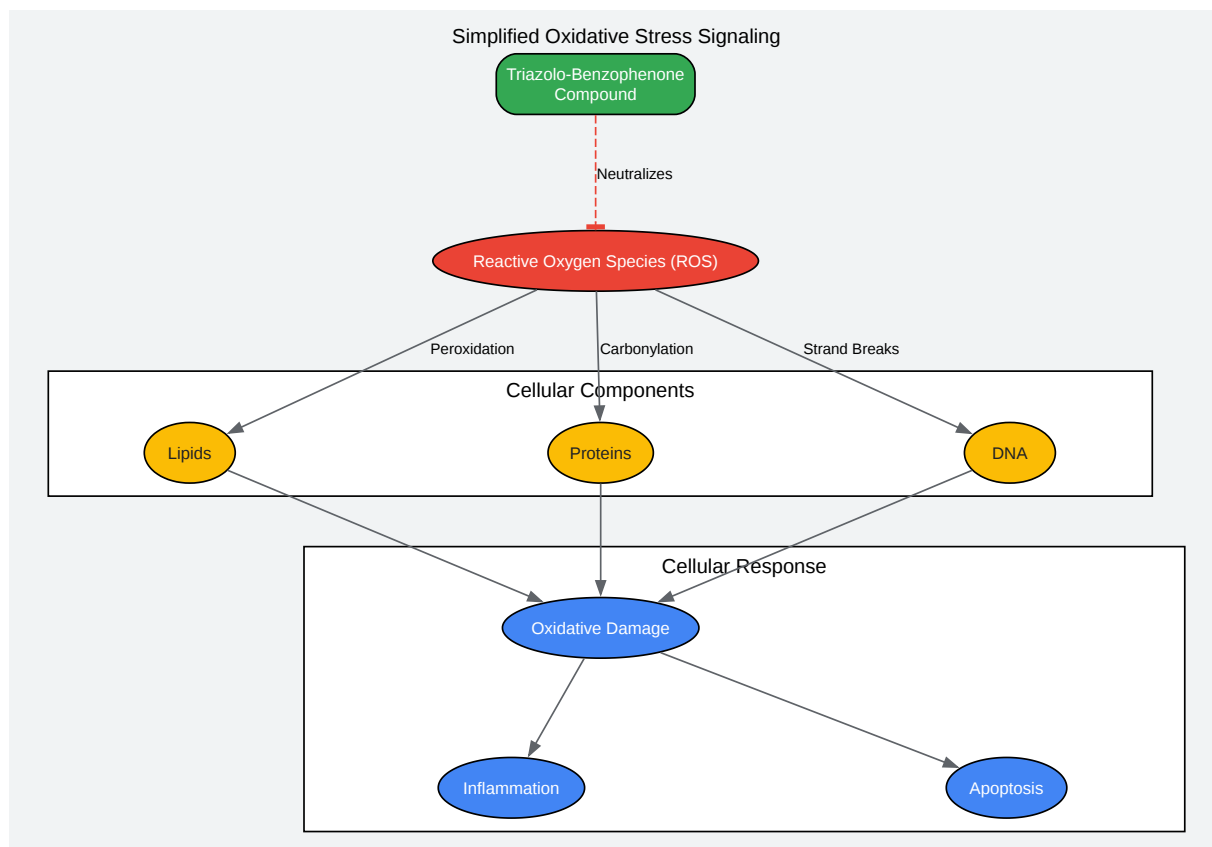 Simplified Oxidative Stress Signaling
Triazolo-Benzophenone
Compound
Neutralizes
Reactive Oxygen Species (ROS)
Peroxidation
Carbonylation
Strand Breaks
Cellular Components
Lipids
Proteins
DNA
Cellular Response
Oxidative Damage
Inflammation
Apoptosis